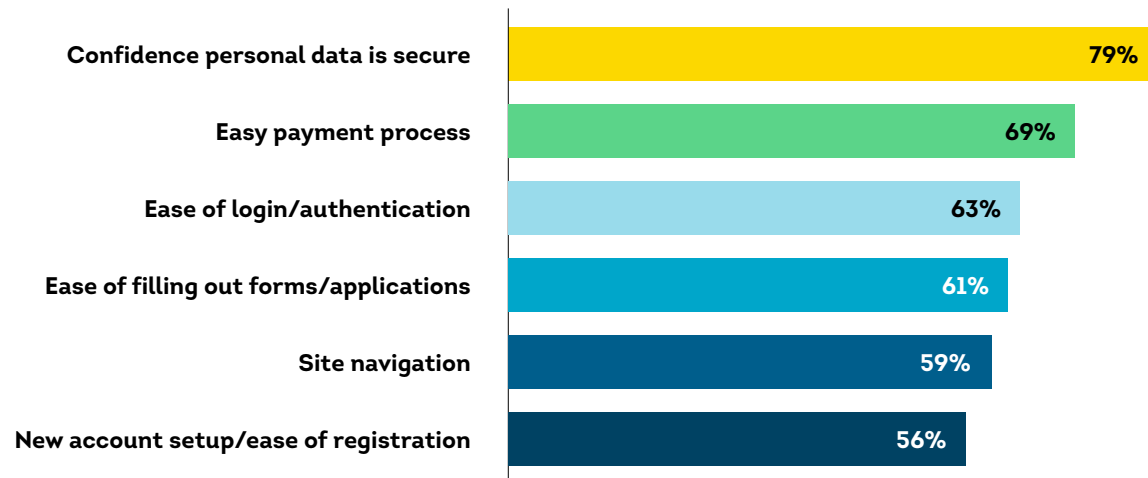 Confidence personal data is secure 79%
Easy payment process 69%
Ease of login/authentication 63%
Ease of filling out forms/applications 61%
Site navigation 59%
New account setup/ease of registration 56%